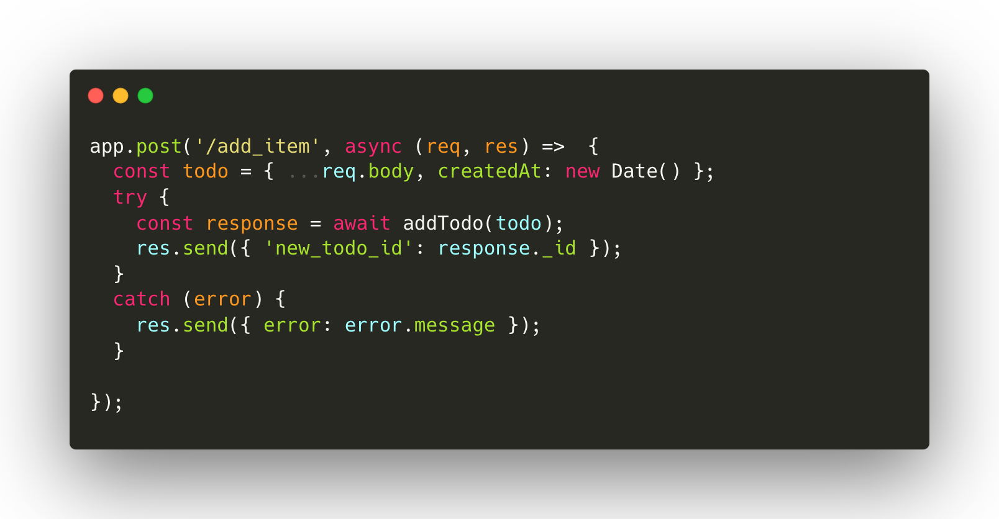 app.post('/add_item', async (req, res) =>  {
  const todo = { ...req.body, createdAt: new Date() };
  try {
    const response = await addTodo(todo);
    res.send({ 'new_todo_id': response._id });
  }
  catch (error) {
    res.send({ error: error.message });
  }

});